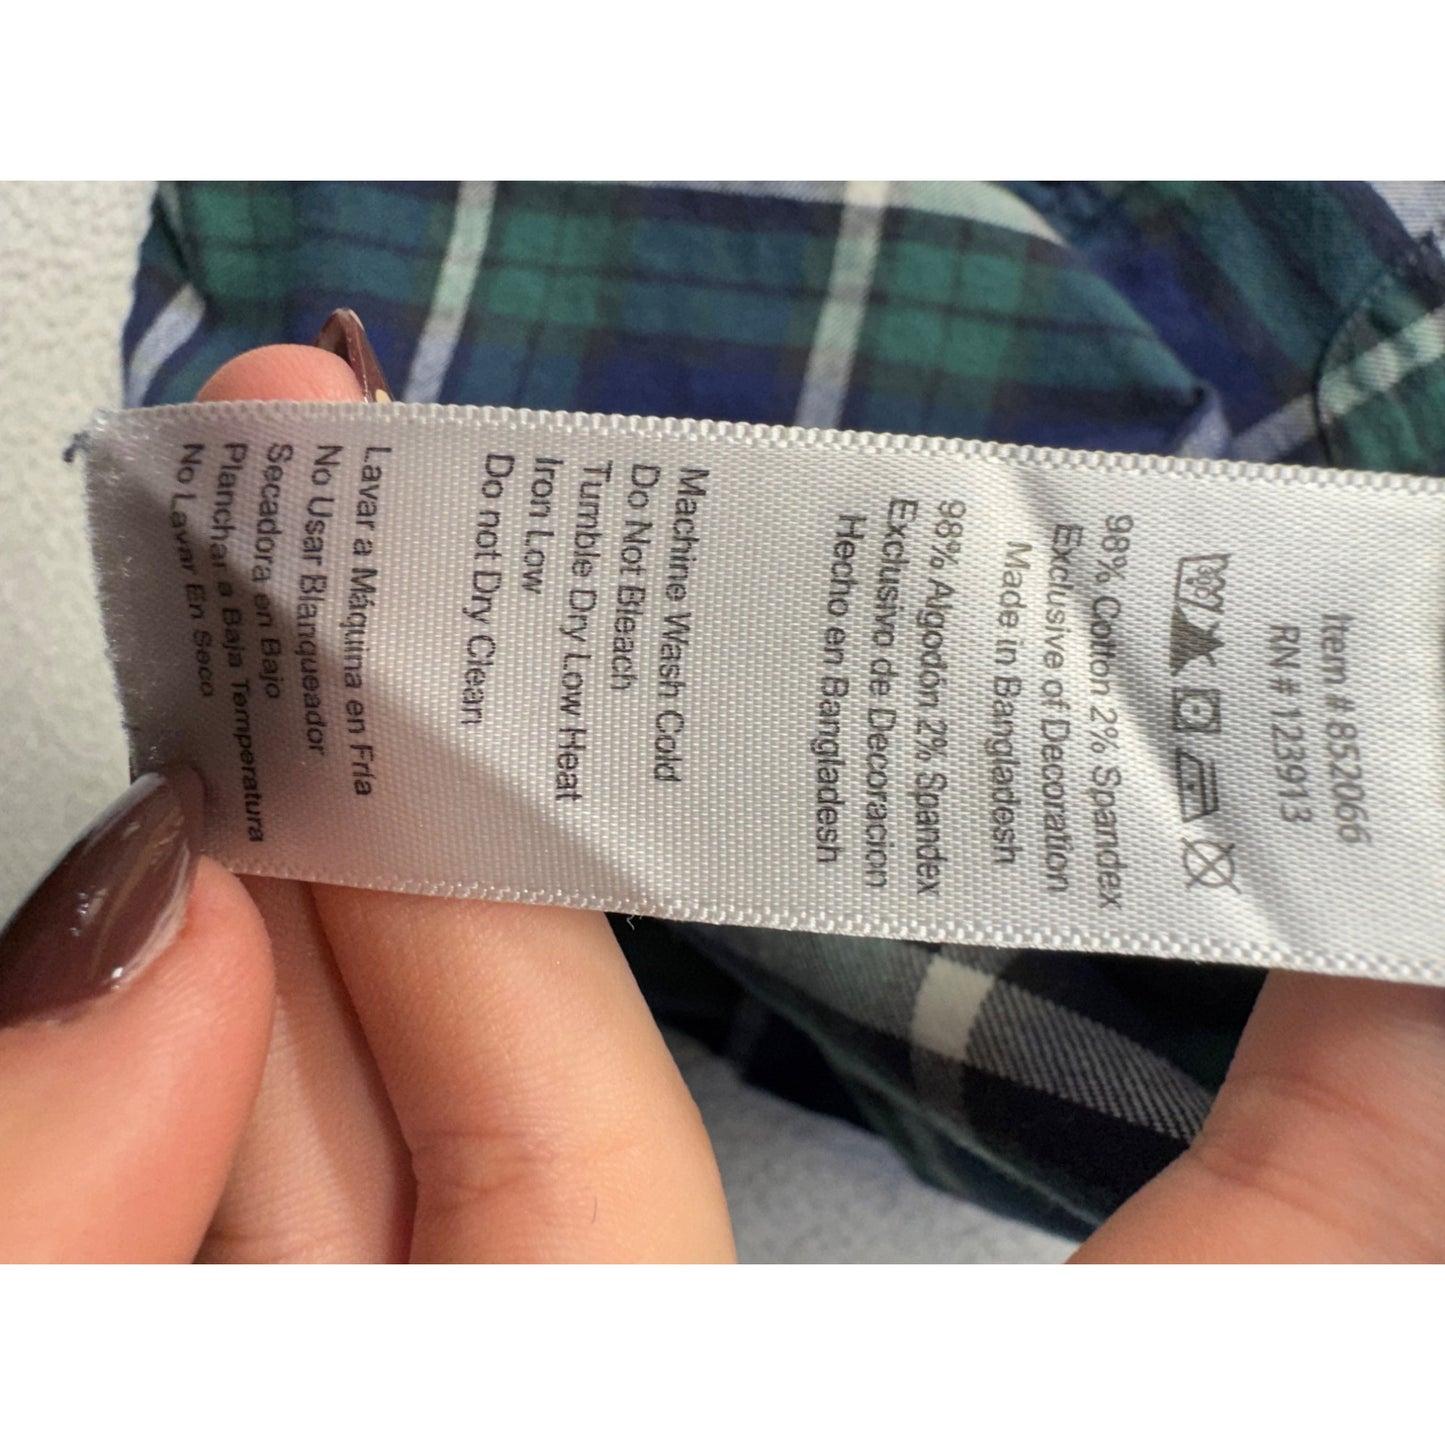 Item # 8520066
RN # 123913
98% Cotton 2% Spandex
Exclusive of Decoration
Made in Bangladesh
98% Algodón 2% Spandex
Exclusivo de Decoracion
Hecho en Bangladesh
Machine Wash Cold
Do Not Bleach
Tumble Dry Low Heat
Iron Low
Do not Dry Clean
Lavar a Máquina en Fría
No Usar Blanqueador
Secadora en Bajo
Planchar a Baja Temperatura
No Lavar En Seco